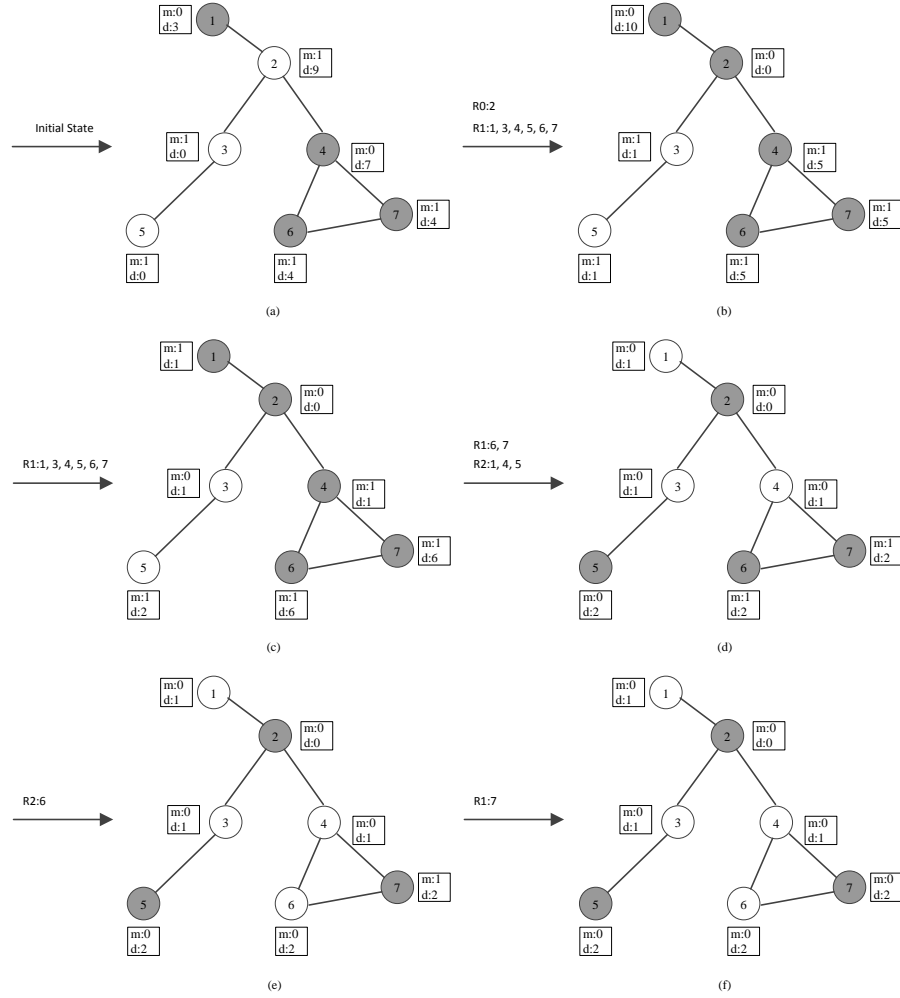 1
m:0
d:3
2
m:1
d:9
Initial State
3
m:1
d:0
4
m:0
d:7
5
m:1
d:0
6
m:1
d:4
7
m:1
d:4
(a)
1
m:0
d:10
2
m:0
d:0
R0:2
R1:1, 3, 4, 5, 6, 7
3
m:1
d:1
4
m:1
d:5
5
m:1
d:1
6
m:1
d:5
7
m:1
d:5
(b)
1
m:1
d:1
2
m:0
d:0
R1:1, 3, 4, 5, 6, 7
3
m:0
d:1
4
m:1
d:1
5
m:1
d:2
6
m:1
d:6
7
m:1
d:6
(c)
1
m:0
d:1
2
m:0
d:0
R1:6, 7
R2:1, 4, 5
3
m:0
d:1
4
m:0
d:1
5
m:0
d:2
6
m:1
d:2
7
m:1
d:2
(d)
1
m:0
d:1
2
m:0
d:0
R2:6
3
m:0
d:1
4
m:0
d:1
5
m:0
d:2
6
m:0
d:2
7
m:1
d:2
(e)
1
m:0
d:1
2
m:0
d:0
R1:7
3
m:0
d:1
4
m:0
d:1
5
m:0
d:2
6
m:0
d:2
7
m:0
d:2
(f)